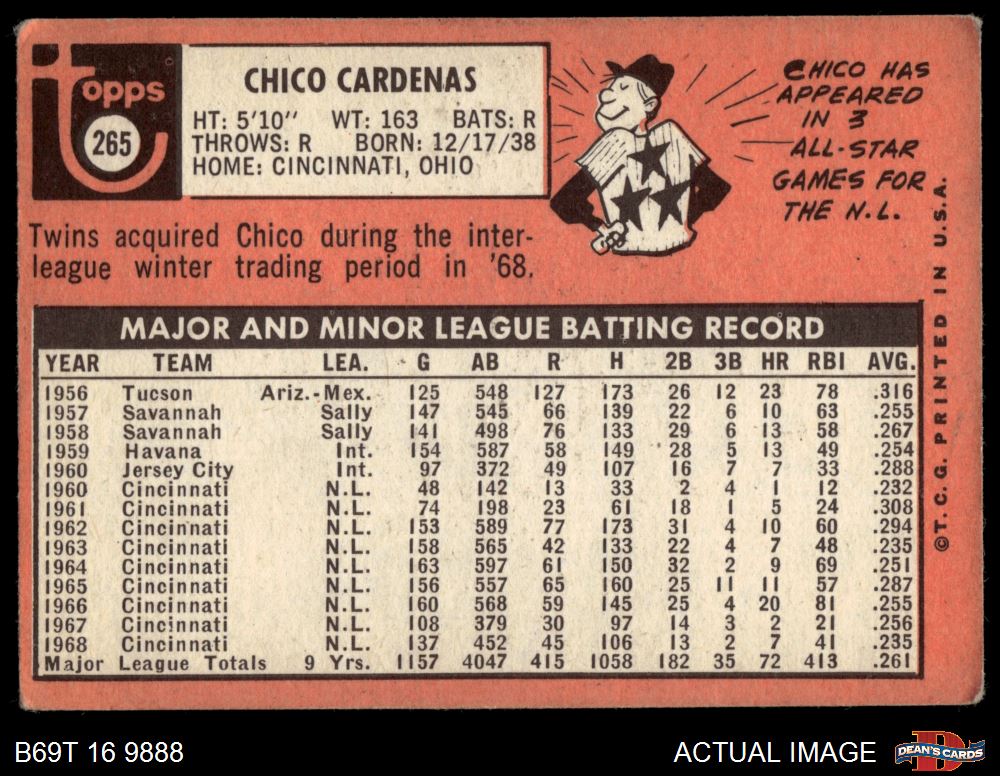 Topps
265
CHICO CARDENAS
HT: 5'10" WT: 163 BATS: R
THROWS: R BORN: 12/17/38
HOME: CINCINNATI, OHIO
CHICO HAS
APPEARED
IN 3
ALL-STAR
GAMES FOR
THE N.L.
Twins acquired Chico during the inter-
league winter trading period in '68.
MAJOR AND MINOR LEAGUE BATTING RECORD
YEAR TEAM LEA. G AB R H 2B 3B HR RBI AVG.
1956 Tucson Ariz.-Mex. 125 548 127 173 26 12 23 78 .316
1957 Savannah Sally 147 545 66 139 22 6 10 63 .255
1958 Savannah Sally 141 498 76 133 29 6 13 58 .267
1959 Havana Int. 154 587 58 149 28 5 13 49 .254
1960 Jersey City Int. 97 372 49 107 16 7 7 33 .288
1960 Cincinnati N.L. 48 142 13 33 2 4 1 12 .232
1961 Cincinnati N.L. 74 198 23 61 18 1 5 24 .308
1962 Cincinnati N.L. 153 589 77 173 31 4 10 60 .294
1963 Cincinnati N.L. 158 565 42 133 22 4 7 48 .235
1964 Cincinnati N.L. 163 597 61 150 32 2 9 69 .251
1965 Cincinnati N.L. 156 557 65 160 25 11 11 57 .287
1966 Cincinnati N.L. 160 568 59 145 25 4 20 81 .255
1967 Cincinnati N.L. 108 379 30 97 14 3 2 21 .256
1968 Cincinnati N.L. 137 452 45 106 13 2 7 41 .235
Major League Totals 9 Yrs. 1157 4047 415 1058 182 35 72 413 .261
©T.C.G. PRINTED IN U.S.A.
B69T 16 9888
ACTUAL IMAGE
DEAN'S CARDS